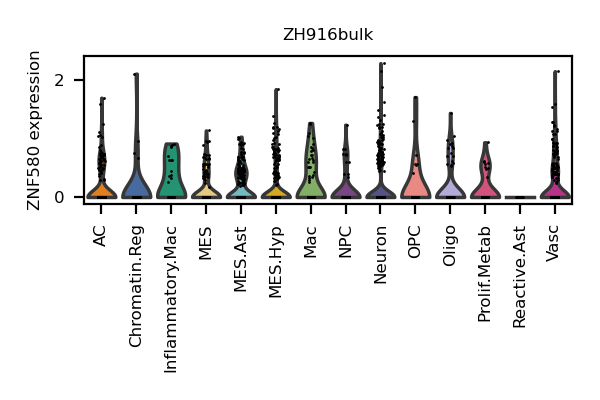 ZH916bulk
ZNF580 expression
2
0
AC
Chromatin.Reg
Inflammatory.Mac
MES
MES.Ast
MES.Hyp
Mac
NPC
Neuron
OPC
Oligo
Prolif.Metab
Reactive.Ast
Vasc